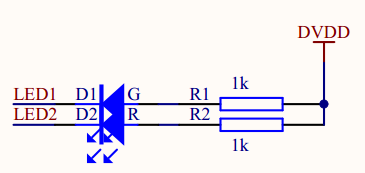 DVDD
1k
LED1 D1 G R1
LED2 D2 R R2
1k